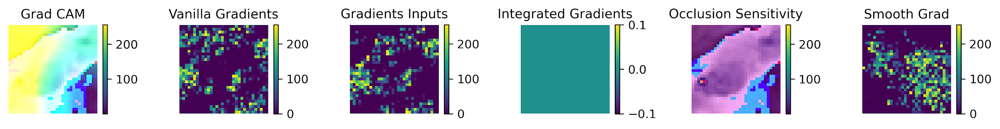 Grad CAM
Vanilla Gradients
Gradients Inputs
Integrated Gradients
Occlusion Sensitivity
Smooth Grad
200
100
200
100
0
200
100
0
0.1
0.0
−0.1
200
100
200
100
0